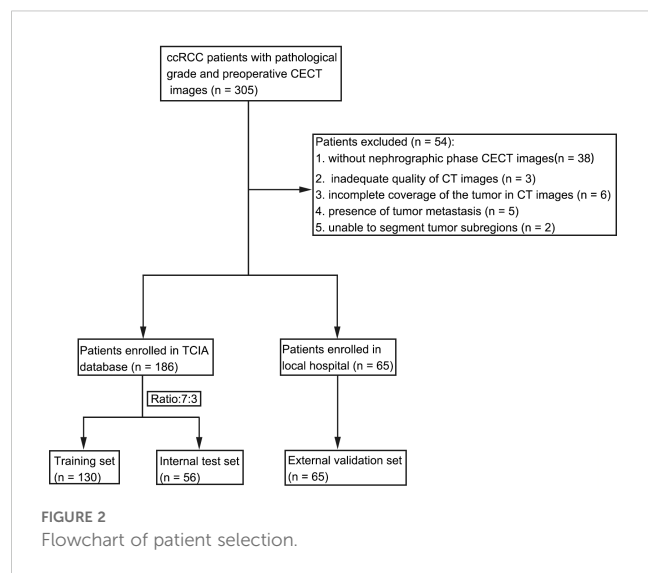 ccRCC patients with pathological
grade and preoperative CECT
images (n = 305)
Patients excluded (n = 54):
1. without nephrographic phase CECT images(n = 38)
2. inadequate quality of CT images (n = 3)
3. incomplete coverage of the tumor in CT images (n = 6)
4. presence of tumor metastasis (n = 5)
5. unable to segment tumor subregions (n = 2)
Patients enrolled in TCIA
database (n = 186)
Patients enrolled in
local hospital (n = 65)
Ratio:7:3
Training set
(n = 130)
Internal test set
(n = 56)
External validation set
(n = 65)
FIGURE 2
Flowchart of patient selection.